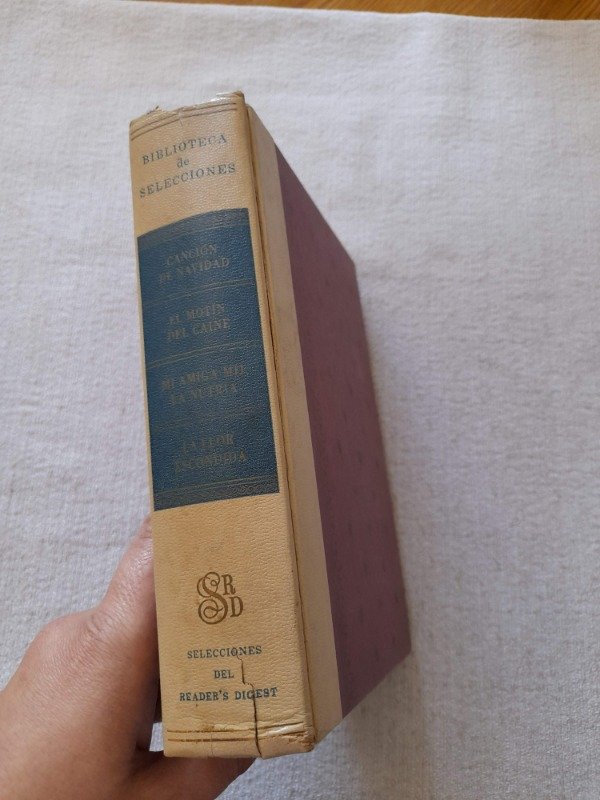 BIBLIOTECA
de
SELECCIONES
CANCIÓN
DE NAVIDAD
EL MOTÍN
DEL CAINE
MI AMIGA MIJ
LA NUTRIA
LA FLOR
ESCONDIDA
SRD
SELECCIONES
DEL
READER'S DIGEST